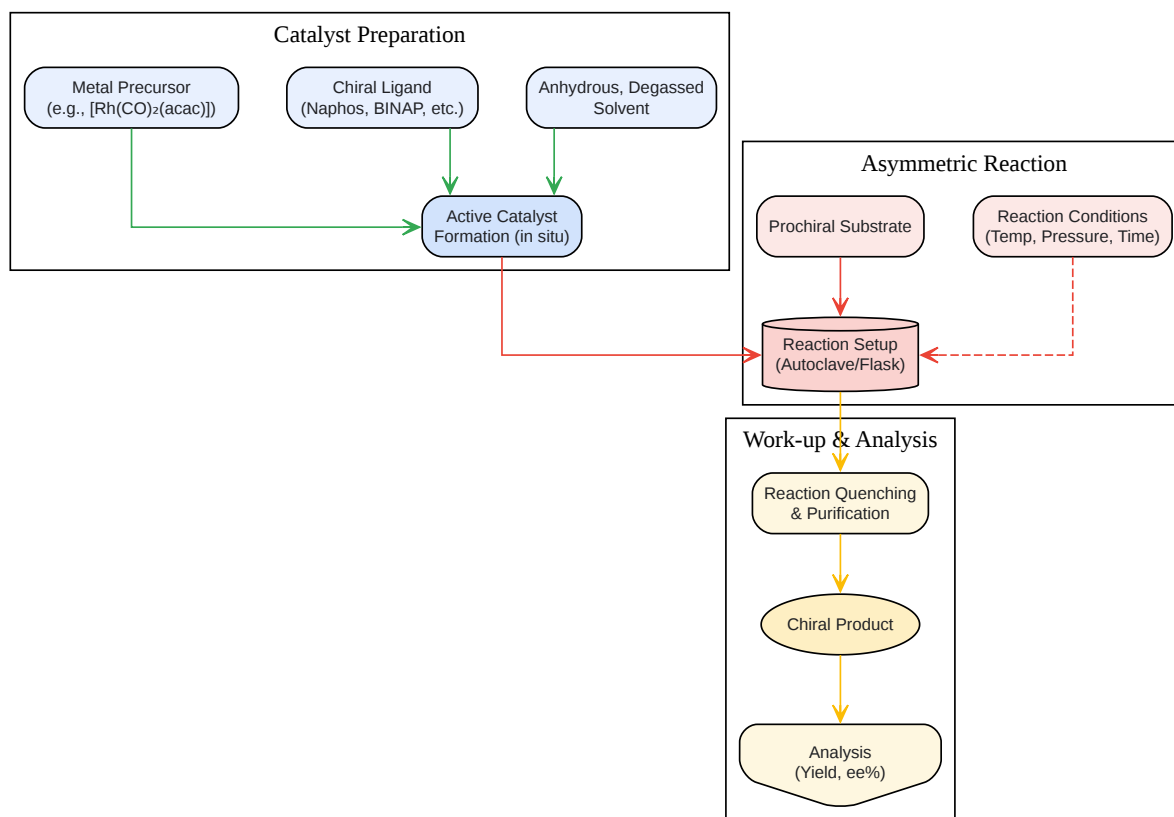 Catalyst Preparation
Metal Precursor
(e.g., [Rh(CO)₂(acac)])
Chiral Ligand
(Naphos, BINAP, etc.)
Anhydrous, Degassed
Solvent
Active Catalyst
Formation (in situ)
Asymmetric Reaction
Prochiral Substrate
Reaction Conditions
(Temp, Pressure, Time)
Reaction Setup
(Autoclave/Flask)
Work-up & Analysis
Reaction Quenching
& Purification
Chiral Product
Analysis
(Yield, ee%)